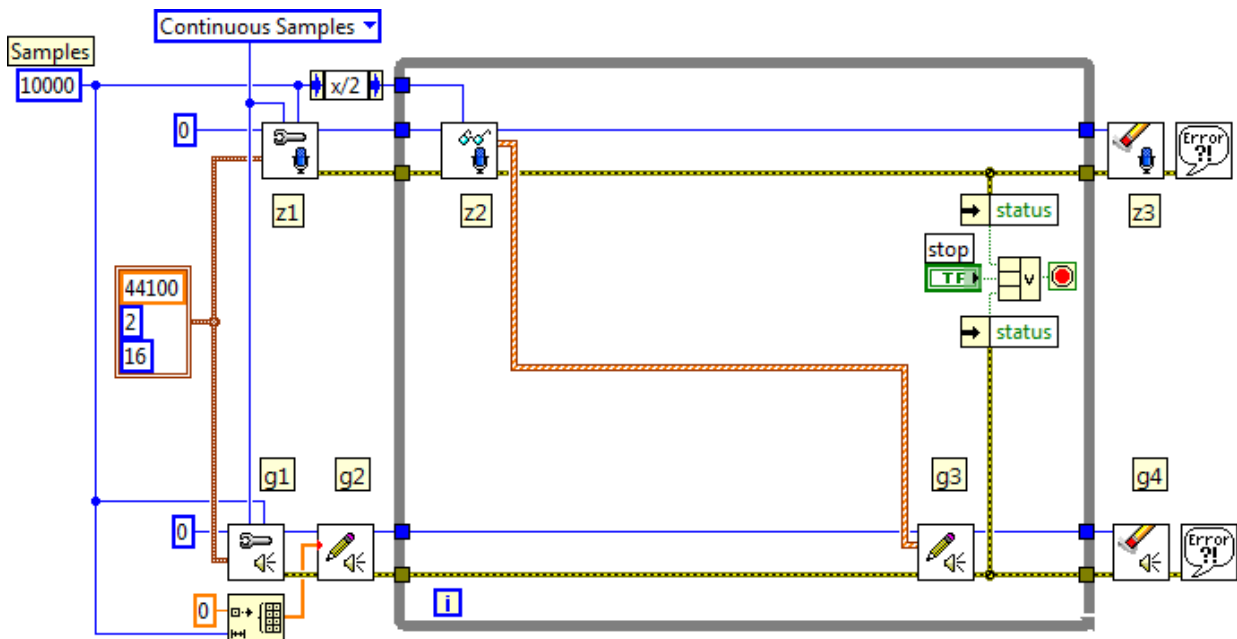 Continuous Samples
Samples
10000
x/2
0
Error
?!
z1
z2
z3
status
stop
TF
v
44100
2
16
status
g1
g2
g3
g4
0
Error
?!
i
0